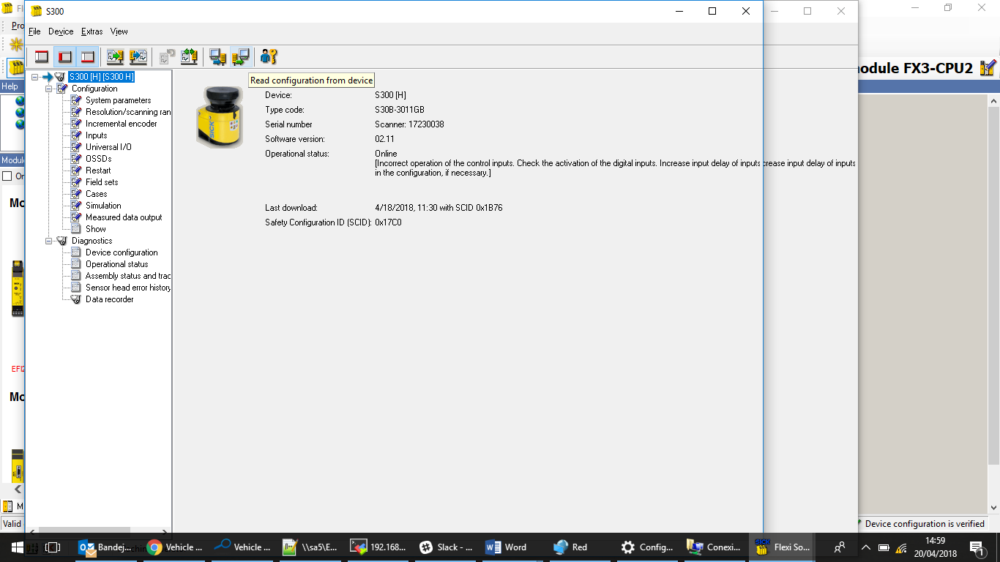 S300
File Device Extras View
Pro
Help
Module
Valid
odule FX3-CPU2
Read configuration from device
S300 [H] [S300 H]
Configuration
System parameters
Resolution/scanning ran
Incremental encoder
Inputs
Universal I/O
OSSDs
Restart
Field sets
Cases
Simulation
Measured data output
Show
Diagnostics
Device configuration
Operational status
Assembly status and trac
Sensor head error history
Data recorder
Device: S300 [H]
Type code: S30B-3011GB
Serial number Scanner: 17230038
Software version: 02.11
Operational status: Online
[Incorrect operation of the control inputs. Check the activation of the digital inputs. Increase input delay of inputs crease input delay of inputs
in the configuration, if necessary.]
Last download: 4/18/2018, 11:30 with SCID 0x1B76
Safety Configuration ID (SCID): 0x17C0
SICK
Mo
EFI2
Mo
M
Device configuration is verified
Bandej... Vehicle ... Vehicle ... \\sa5\E... 192.168... Slack - ... Word Red Config... Conexi... Flexi So...
14:59
20/04/2018
1